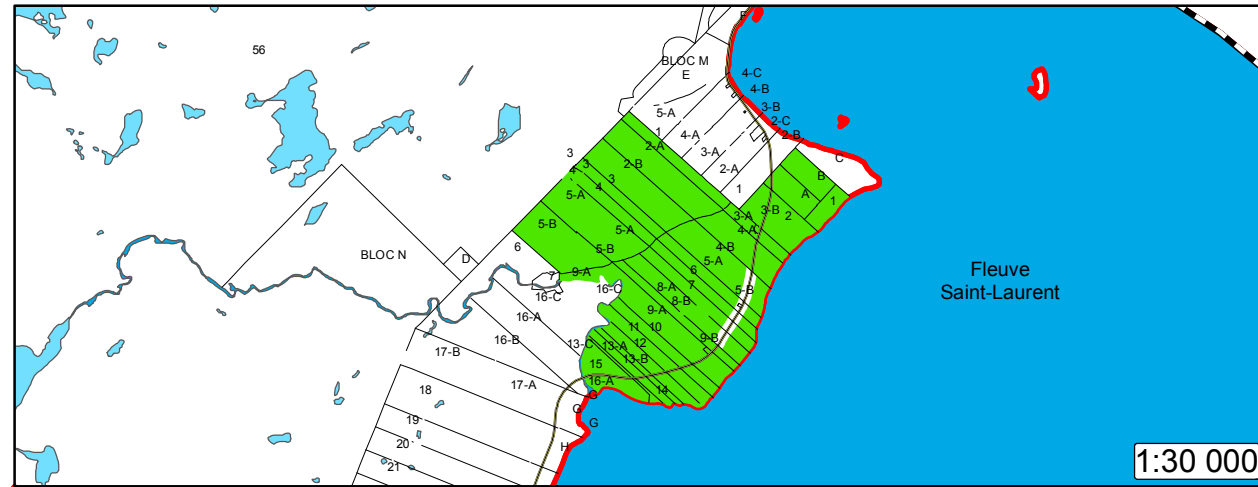 F
56
BLOC M
E
4-C
4-B
3-B
2-C
2-B
C
5-A
1
4-A
2-A
3-A
2-A
1
3
3
4
2-B
3
4
5-A
B
A
1
5-B
5-A
3-A
3-B
2
4-A
C
6
5-B
4-B
5-A
BLOC N
D
7
9-A
6
7
Fleuve
Saint-Laurent
16-C
16-C
8-A
8-B
5-B
16-A
9-A
11
10
16-B
13-C
13-A
12
9-B
17-B
13-B
15
17-A
16-A
14
18
G
G
G
19
20
H
21
1:30 000